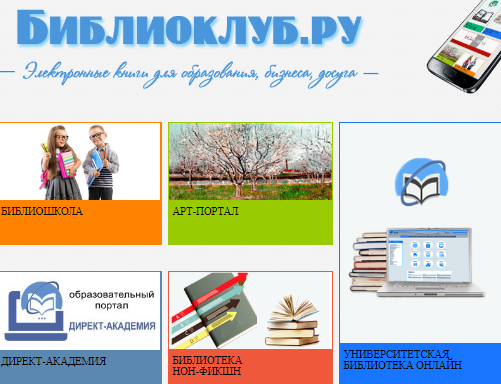 Библиоклуб.ру
Электронные книги для образования, бизнеса, досуга
БИБЛИОШКОЛА
АРТ-ПОРТАЛ
образовательный
портал
ДИРЕКТ-АКАДЕМИЯ
ДИРЕКТ-АКАДЕМИЯ
БИБЛИОТЕКА
НОН-ФИКШН
УНИВЕРСИТЕТСКАЯ
БИБЛИОТЕКА ОНЛАЙН